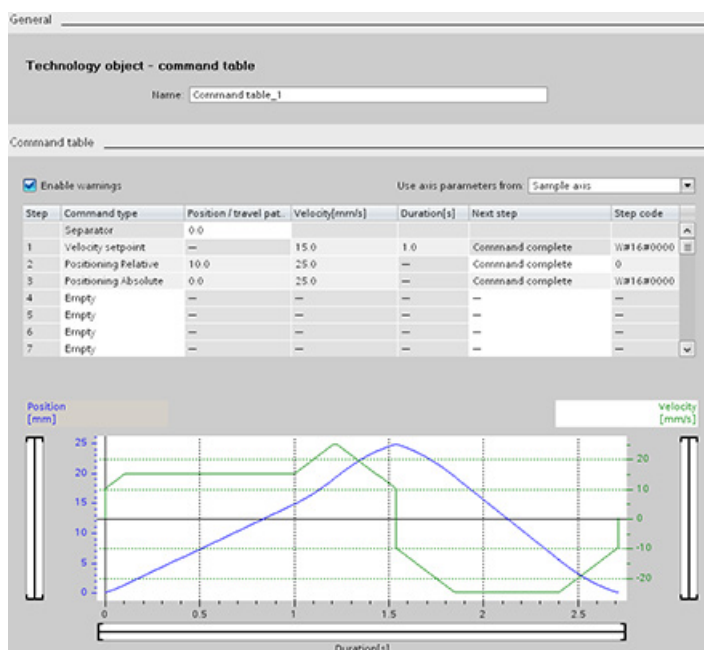 General
Technology object - command table
Name: Command table_1
Command table
Enable warnings Use axis parameters from: Sample axis
Step Command type Position / travel pat.. Velocity[mm/s] Duration[s] Next step Step code
Separator 0.0
1 Velocity setpoint — 15.0 1.0 Command complete W#16#0000
2 Positioning Relative 10.0 25.0 — Command complete 0
3 Positioning Absolute 0.0 25.0 — Command complete W#16#0000
4 Empty — — — — —
5 Empty — — — — —
6 Empty — — — — —
7 Empty — — — — —
Position Velocity
[mm] [mm/s]
25
20 20
15 10
10 0
5 -10
0 -20
0 0.5 1 1.5 2 2.5
Duration[s]